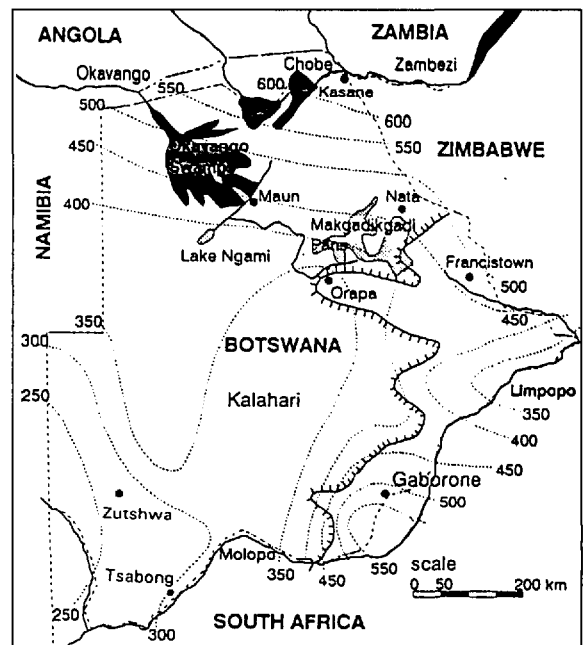 ANGOLA
ZAMBIA
Okavango
Chobe
Zambezi
550
600
Kasane
500
600
450
550
ZIMBABWE
Okavango
Swamp
NAMIBIA
400
Maun
Nata
Makgadikgadi
Pans
Lake Ngami
Francistown
500
Orapa
450
350
300
BOTSWANA
250
Kalahari
Limpopo
350
400
450
Gaborone
500
Zutshwa
Molopo
scale
350
450
550
0 50 200 km
Tsabong
250
300
SOUTH AFRICA